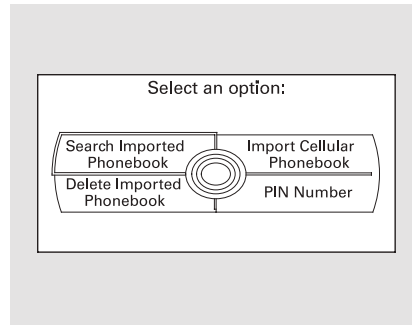 Select an option:
Search Imported
Phonebook
Import Cellular
Phonebook
Delete Imported
Phonebook
PIN Number